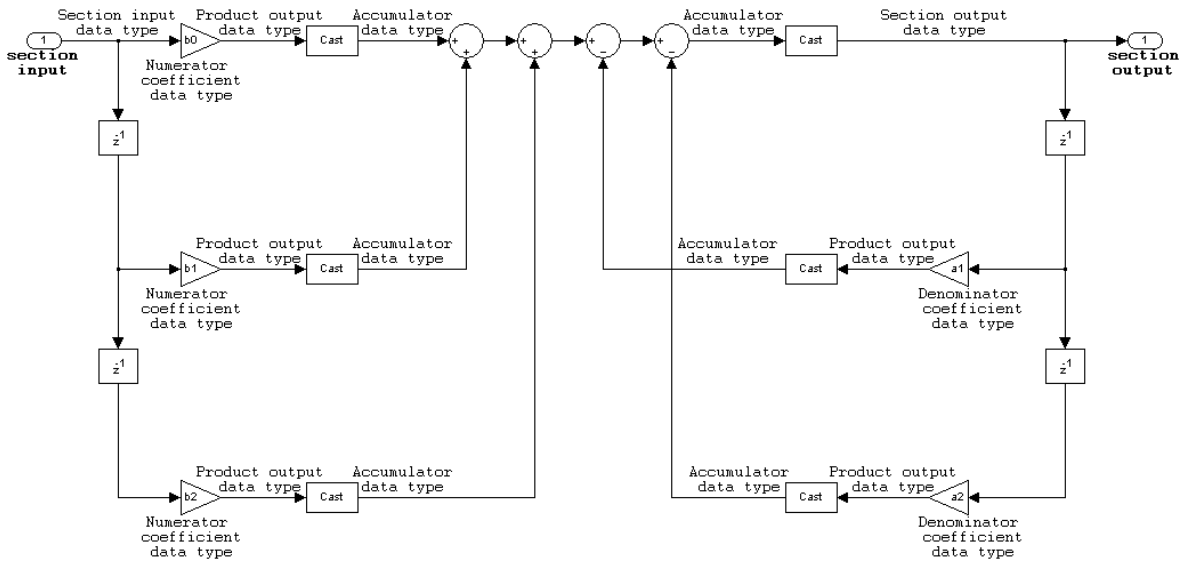 Section input
data type
Product output
data type
Accumulator
data type
Accumulator
data type
Section output
data type
1
section
input
b0
Cast
+
+
+
+
+
−
+
−
Cast
1
section
output
Numerator
coefficient
data type
z-1
z-1
Product output
data type
Accumulator
data type
Accumulator
data type
Product output
data type
b1
Cast
Cast
a1
Numerator
coefficient
data type
Denominator
coefficient
data type
z-1
z-1
Product output
data type
Accumulator
data type
Accumulator
data type
Product output
data type
b2
Cast
Cast
a2
Numerator
coefficient
data type
Denominator
coefficient
data type